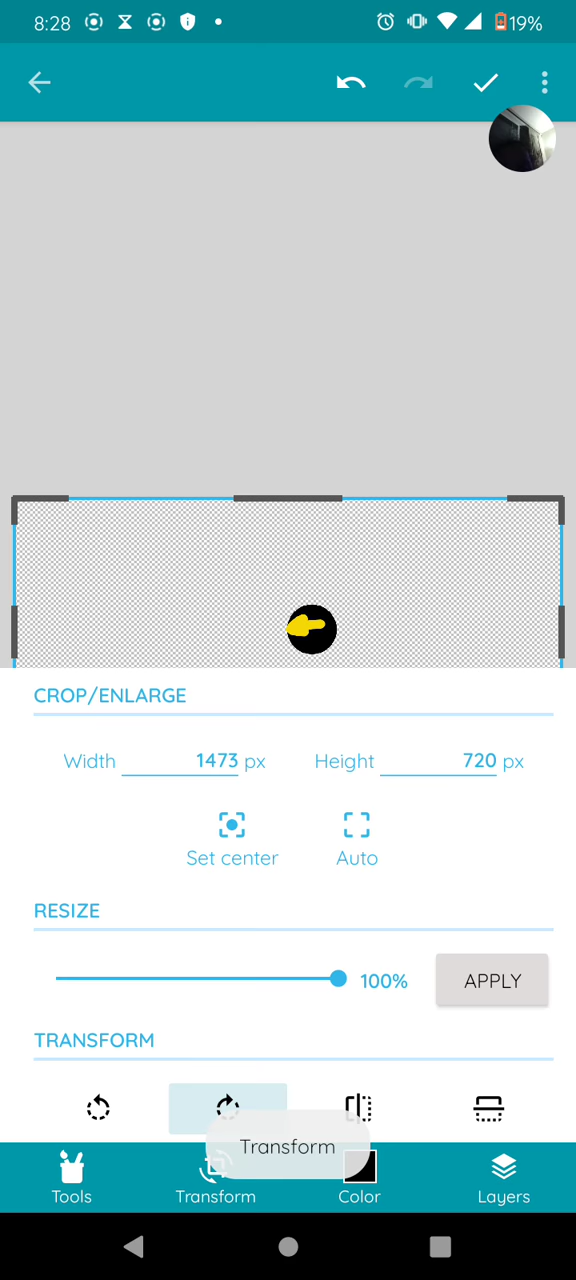 8:28 19%
CROP/ENLARGE
Width 1473 px Height 720 px
Set center Auto
RESIZE
100% APPLY
TRANSFORM
Transform
Tools Transform Color Layers